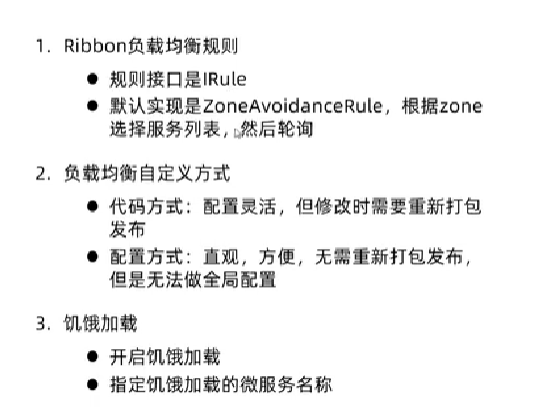 1. Ribbon负载均衡规则
● 规则接口是IRule
● 默认实现是ZoneAvoidanceRule，根据zone
选择服务列表，然后轮询
2. 负载均衡自定义方式
● 代码方式：配置灵活，但修改时需要重新打包
发布
● 配置方式：直观，方便，无需重新打包发布，
但是无法做全局配置
3. 饥饿加载
● 开启饥饿加载
● 指定饥饿加载的微服务名称